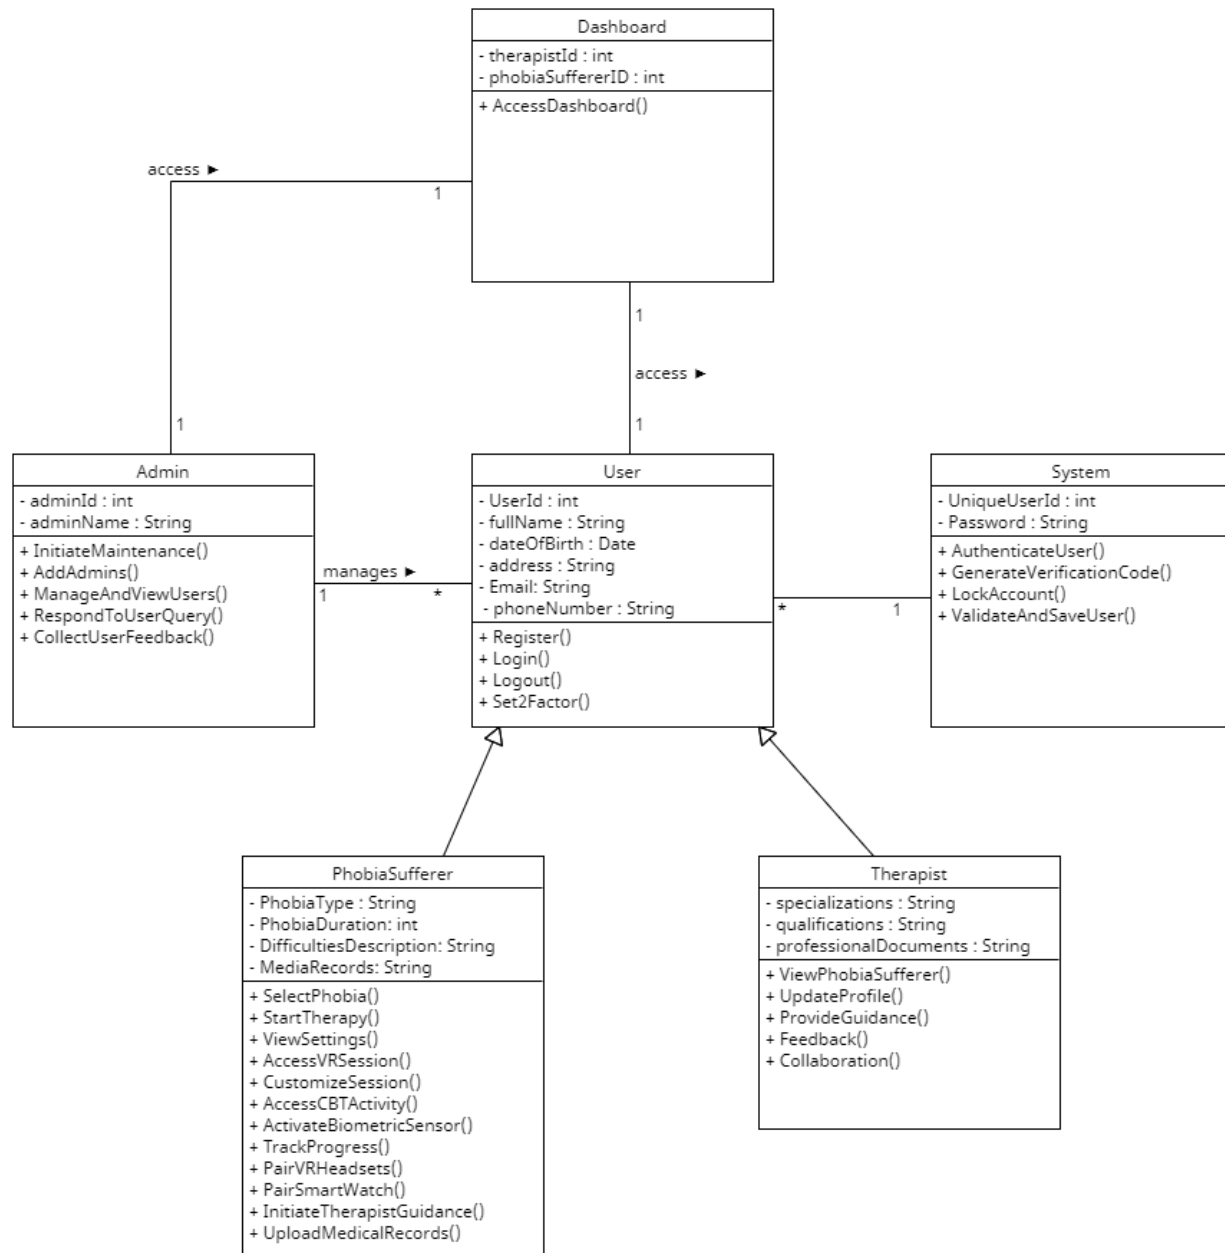 Dashboard
- therapistId : int
- phobiaSuffererID : int
+ AccessDashboard()
access ►
1
1
access ►
1
1
Admin
- adminId : int
- adminName : String
+ InitiateMaintenance()
+ AddAdmins()
+ ManageAndViewUsers()
+ RespondToUserQuery()
+ CollectUserFeedback()
manages ►
1
*
User
- UserId : int
- fullName : String
- dateOfBirth : Date
- address : String
- Email: String
- phoneNumber : String
+ Register()
+ Login()
+ Logout()
+ Set2Factor()
*
1
System
- UniqueUserId : int
- Password : String
+ AuthenticateUser()
+ GenerateVerificationCode()
+ LockAccount()
+ ValidateAndSaveUser()
PhobiaSufferer
- PhobiaType : String
- PhobiaDuration: int
- DifficultiesDescription: String
- MediaRecords: String
+ SelectPhobia()
+ StartTherapy()
+ ViewSettings()
+ AccessVRSession()
+ CustomizeSession()
+ AccessCBTActivity()
+ ActivateBiometricSensor()
+ TrackProgress()
+ PairVRHeadsets()
+ PairSmartWatch()
+ InitiateTherapistGuidance()
+ UploadMedicalRecords()
Therapist
- specializations : String
- qualifications : String
- professionalDocuments : String
+ ViewPhobiaSufferer()
+ UpdateProfile()
+ ProvideGuidance()
+ Feedback()
+ Collaboration()